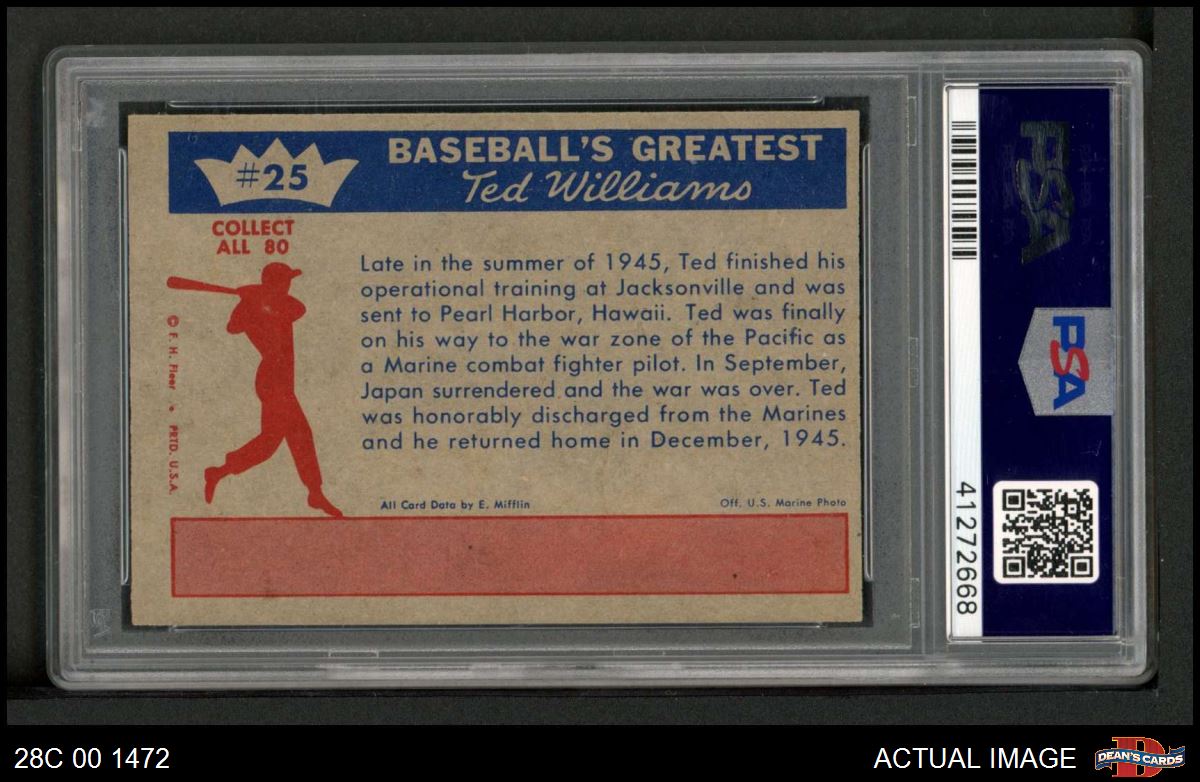 #25
BASEBALL'S GREATEST
Ted Williams
COLLECT
ALL 80
Late in the summer of 1945, Ted finished his
operational training at Jacksonville and was
sent to Pearl Harbor, Hawaii. Ted was finally
on his way to the war zone of the Pacific as
a Marine combat fighter pilot. In September,
Japan surrendered and the war was over. Ted
was honorably discharged from the Marines
and he returned home in December, 1945.
© F. H. Fleer • PRTD. U.S.A.
All Card Data by E. Mifflin
Off. U.S. Marine Photo
PSA
PSA
41272668
28C 00 1472
ACTUAL IMAGE
D
DEAN'S CARDS